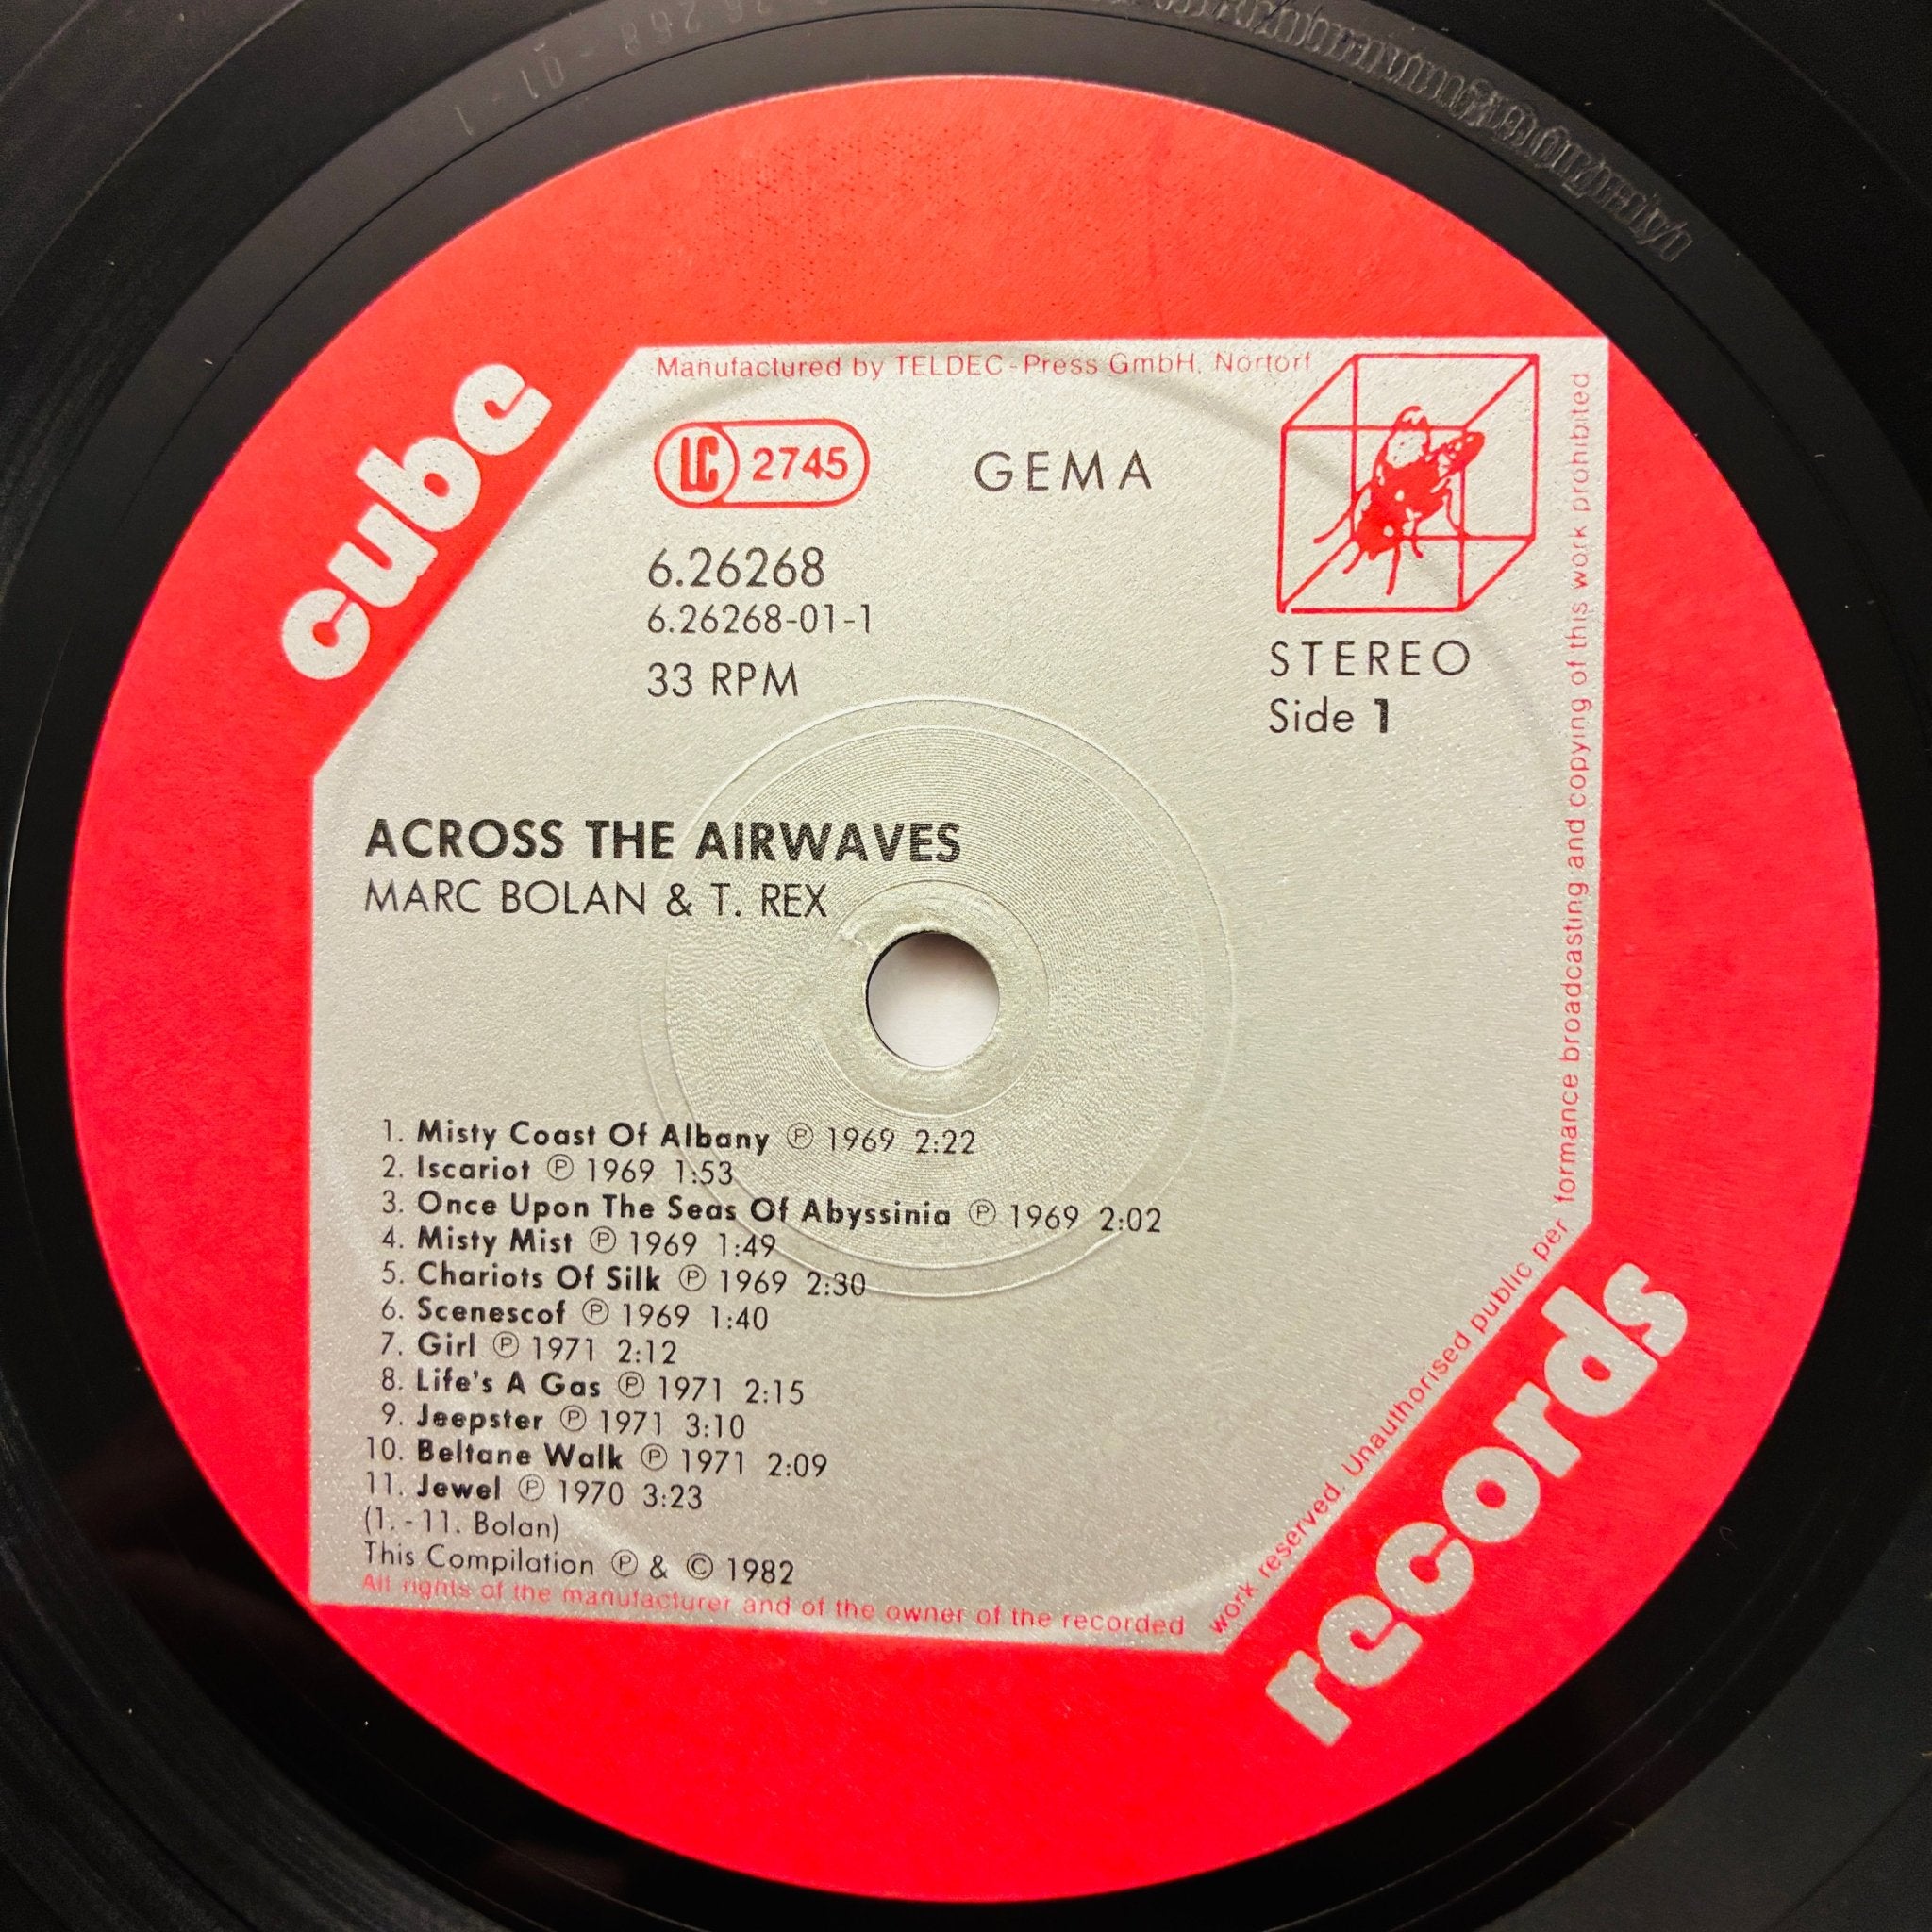 cube
Manufactured by TELDEC-Press GmbH, Nortorf
LC 2745
GEMA
6.26268
6.26268-01-1
33 RPM
STEREO
Side 1
ACROSS THE AIRWAVES
MARC BOLAN & T. REX
1. Misty Coast Of Albany ℗ 1969 2:22
2. Iscariot ℗ 1969 1:53
3. Once Upon The Seas Of Abyssinia ℗ 1969 2:02
4. Misty Mist ℗ 1969 1:49
5. Chariots Of Silk ℗ 1969 2:30
6. Scenescof ℗ 1969 1:40
7. Girl ℗ 1971 2:12
8. Life's A Gas ℗ 1971 2:15
9. Jeepster ℗ 1971 3:10
10. Beltane Walk ℗ 1971 2:09
11. Jewel ℗ 1970 3:23
(1.-11. Bolan)
This Compilation ℗ & © 1982
All rights of the manufacturer and of the owner of the recorded
work reserved. Unauthorised public per
formance broadcasting and copying of this work prohibited
records